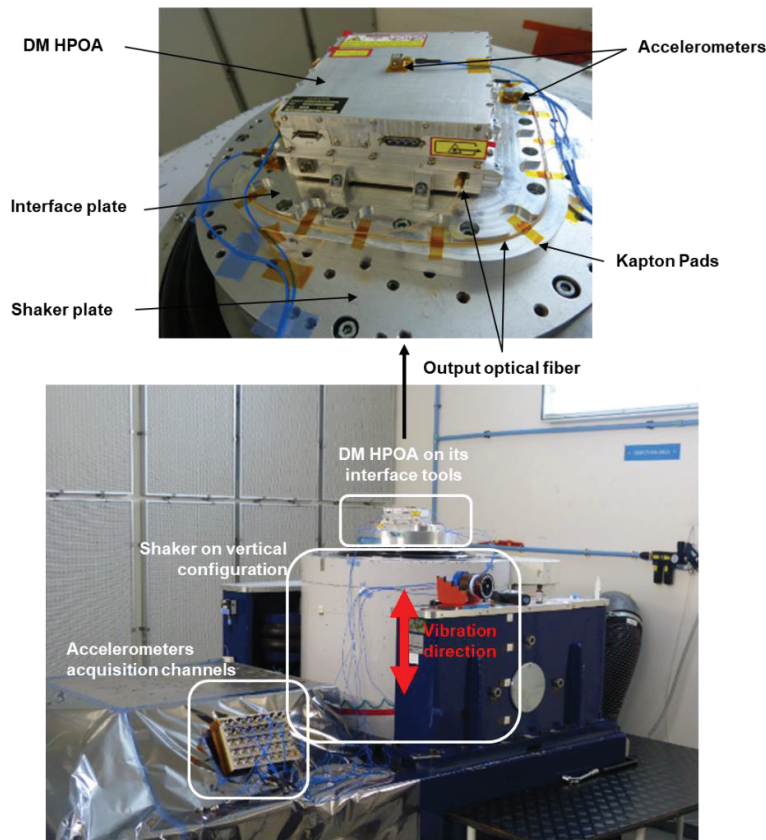 DM HPOA
Accelerometers
Interface plate
Kapton Pads
Shaker plate
Output optical fiber
DM HPOA on its
interface tools
Shaker on vertical
configuration
Vibration
direction
Accelerometers
acquisition channels